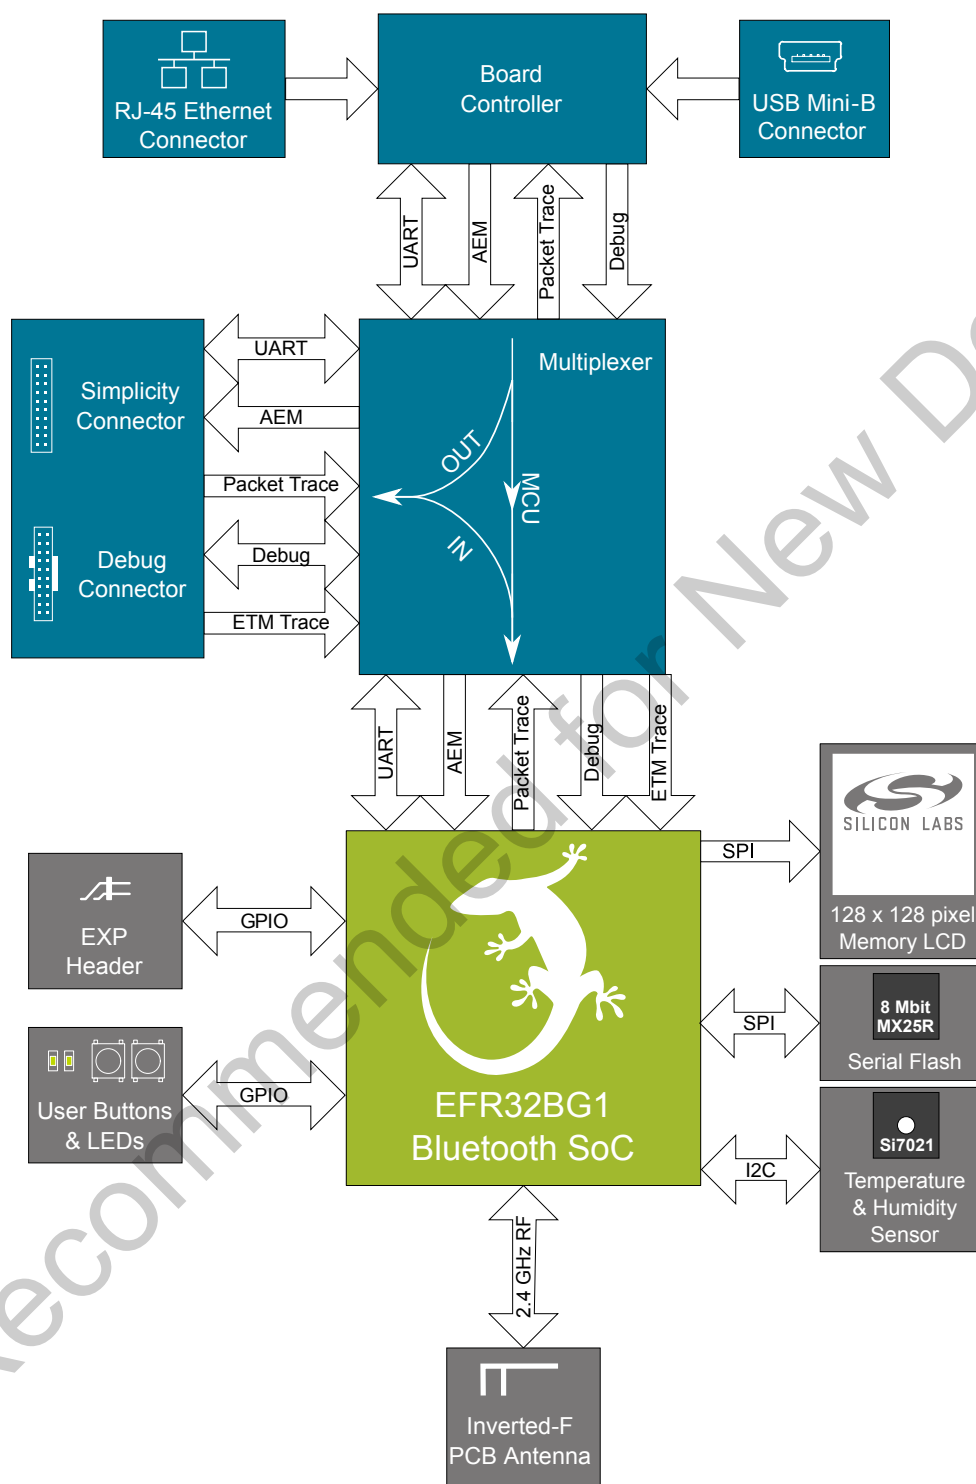 RJ-45 Ethernet
Connector
Board
Controller
USB Mini-B
Connector
UART
AEM
Packet Trace
Debug
Simplicity
Connector
Debug
Connector
UART
AEM
Packet Trace
Debug
ETM Trace
Multiplexer
OUT
MCU
IN
UART
AEM
Packet Trace
Debug
ETM Trace
EXP
Header
GPIO
User Buttons
& LEDs
GPIO
EFR32BG1
Bluetooth SoC
SPI
SILICON LABS
128 x 128 pixel
Memory LCD
SPI
8 Mbit
MX25R
Serial Flash
I2C
Si7021
Temperature
& Humidity
Sensor
2.4 GHz RF
Inverted-F
PCB Antenna
Recommended for New De